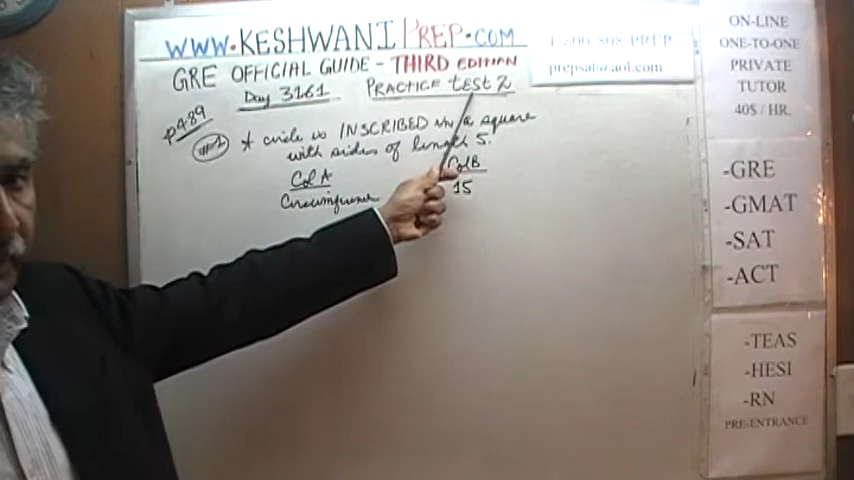 WWW.KESHWANIPREP.COM
GRE OFFICIAL GUIDE - THIRD EDITION
Day 3161 PRACTICE test 2
p489
#1 A circle is INSCRIBED in a square
with sides of length 5.
Col A Col B
Circumference 15
prepsat@aol.com
ON-LINE
ONE-TO-ONE
PRIVATE
TUTOR
40$ / HR.
-GRE
-GMAT
-SAT
-ACT
-TEAS
-HESI
-RN
PRE-ENTRANCE